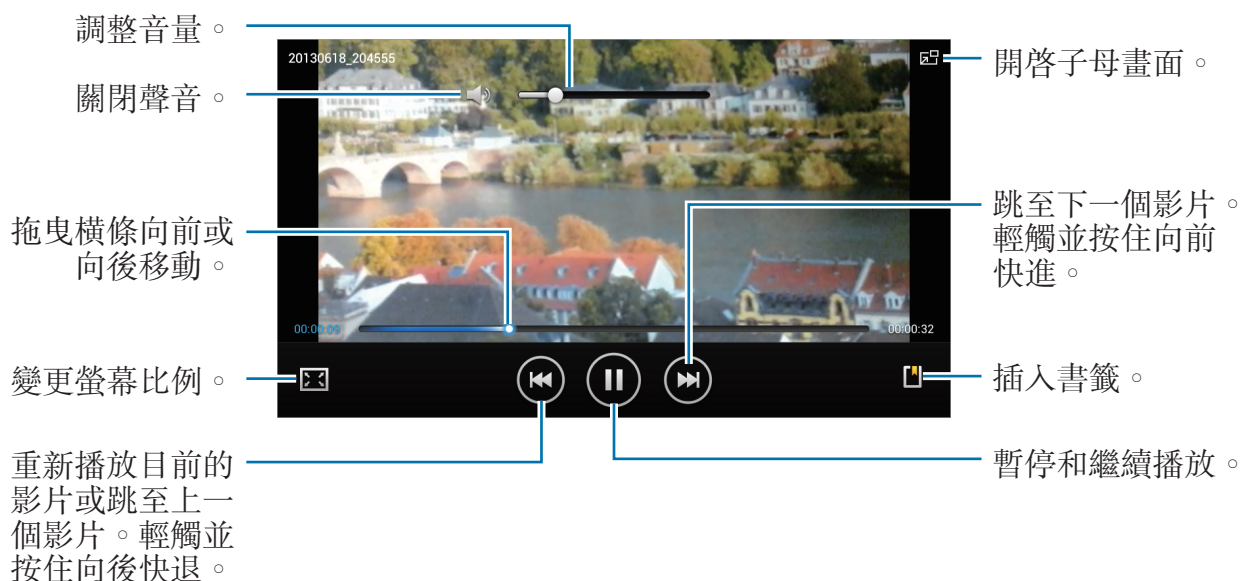 調整音量。
20130618_204555
開啓子母畫面。
關閉聲音。
跳至下一個影片。
輕觸並按住向前
快進。
拖曳橫條向前或
向後移動。
00:00:09
00:00:32
變更螢幕比例。
插入書籤。
重新播放目前的
影片或跳至上一
個影片。輕觸並
按住向後快退。
暫停和繼續播放。